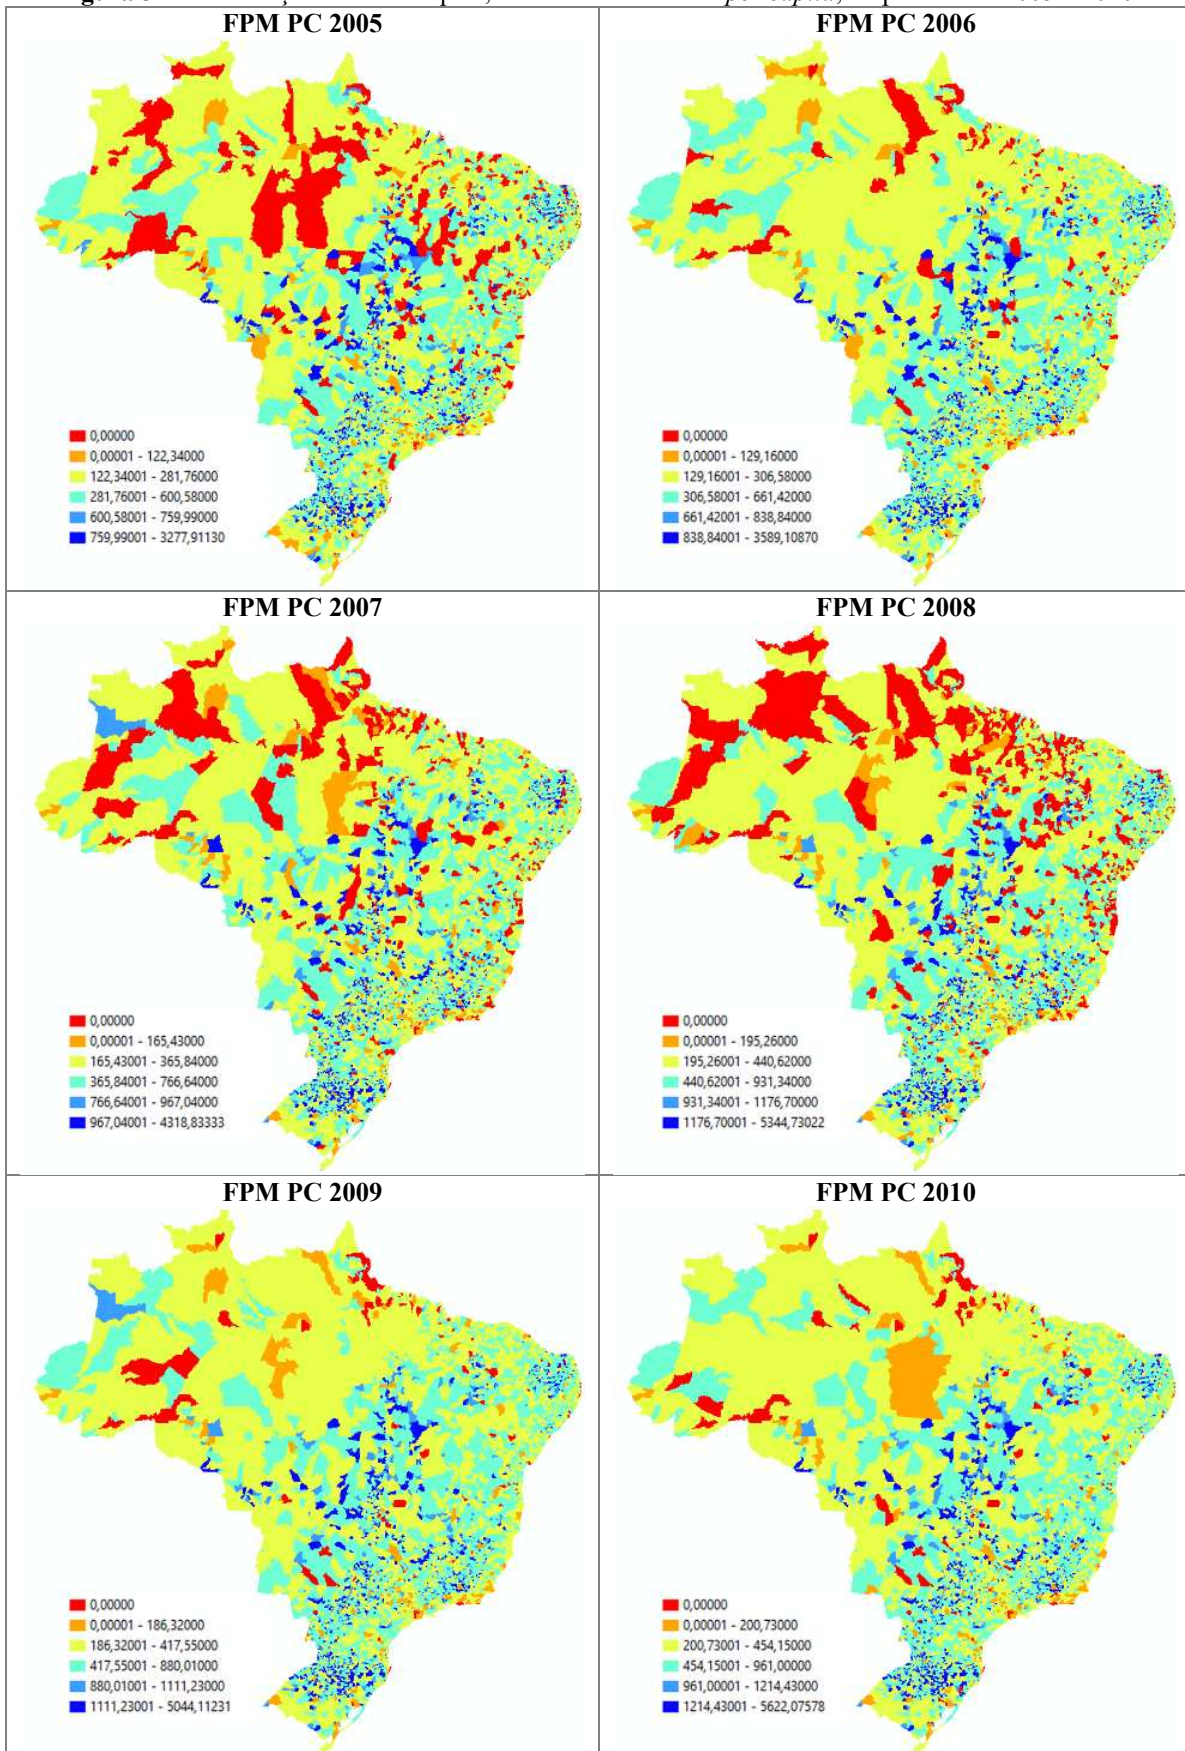 FPM PC 2005
FPM PC 2006
0,00000
0,00001 - 122,34000
122,34001 - 281,76000
281,76001 - 600,58000
600,58001 - 759,99000
759,99001 - 3277,91130
0,00000
0,00001 - 129,16000
129,16001 - 306,58000
306,58001 - 661,42000
661,42001 - 838,84000
838,84001 - 3589,10870
FPM PC 2007
FPM PC 2008
0,00000
0,00001 - 165,43000
165,43001 - 365,84000
365,84001 - 766,64000
766,64001 - 967,04000
967,04001 - 4318,83333
0,00000
0,00001 - 195,26000
195,26001 - 440,62000
440,62001 - 931,34000
931,34001 - 1176,70000
1176,70001 - 5344,73022
FPM PC 2009
FPM PC 2010
0,00000
0,00001 - 186,32000
186,32001 - 417,55000
417,55001 - 880,01000
880,01001 - 1111,23000
1111,23001 - 5044,11231
0,00000
0,00001 - 200,73000
200,73001 - 454,15000
454,15001 - 961,00000
961,00001 - 1214,43000
1214,43001 - 5622,07578